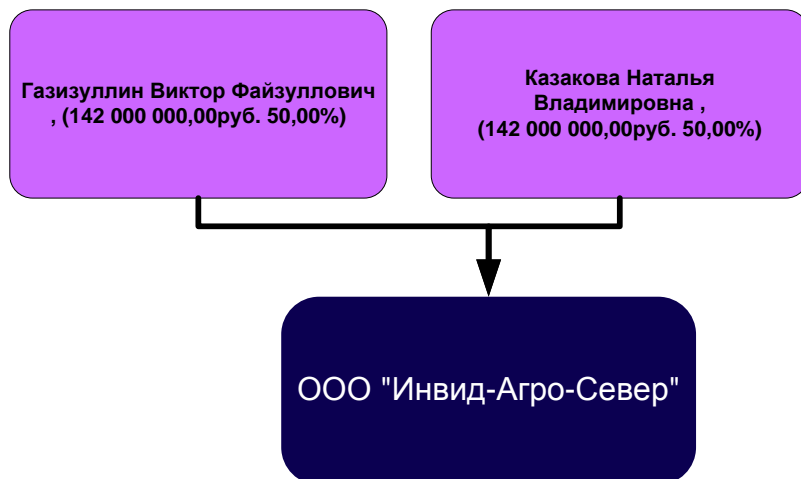 Газизуллин Виктор Файзуллович
, (142 000 000,00руб. 50,00%)
Казакова Наталья
Владимировна ,
(142 000 000,00руб. 50,00%)
ООО "Инвид-Агро-Север"